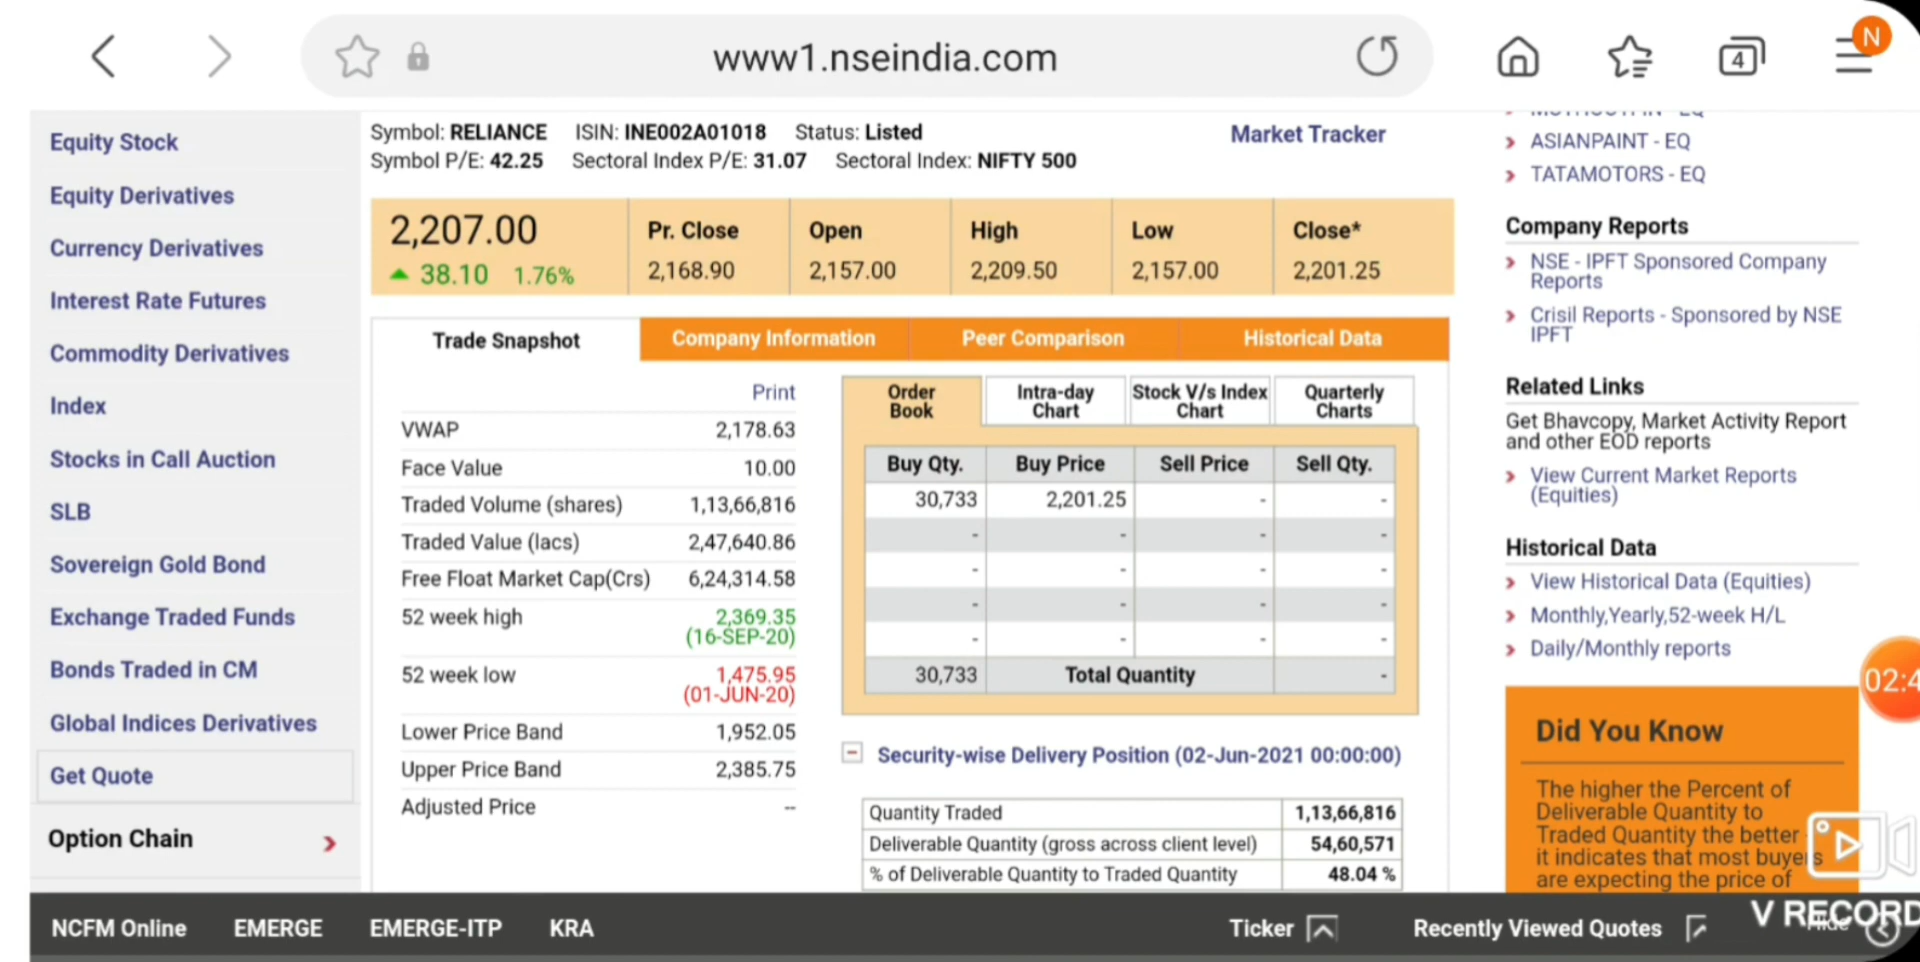 www1.nseindia.com
4
N
Equity Stock
Equity Derivatives
Currency Derivatives
Interest Rate Futures
Commodity Derivatives
Index
Stocks in Call Auction
SLB
Sovereign Gold Bond
Exchange Traded Funds
Bonds Traded in CM
Global Indices Derivatives
Get Quote
Option Chain
Symbol: RELIANCE ISIN: INE002A01018 Status: Listed
Symbol P/E: 42.25 Sectoral Index P/E: 31.07 Sectoral Index: NIFTY 500
Market Tracker
2,207.00 Pr. Close Open High Low Close*
38.10 1.76% 2,168.90 2,157.00 2,209.50 2,157.00 2,201.25
Trade Snapshot Company Information Peer Comparison Historical Data
Print
VWAP 2,178.63
Face Value 10.00
Traded Volume (shares) 1,13,66,816
Traded Value (lacs) 2,47,640.86
Free Float Market Cap(Crs) 6,24,314.58
52 week high 2,369.35
(16-SEP-20)
52 week low 1,475.95
(01-JUN-20)
Lower Price Band 1,952.05
Upper Price Band 2,385.75
Adjusted Price --
Order Intra-day Stock V/s Index Quarterly
Book Chart Chart Charts
Buy Qty. Buy Price Sell Price Sell Qty.
30,733 2,201.25 - -
- - - -
- - - -
- - - -
- - - -
30,733 Total Quantity -
Security-wise Delivery Position (02-Jun-2021 00:00:00)
Quantity Traded 1,13,66,816
Deliverable Quantity (gross across client level) 54,60,571
% of Deliverable Quantity to Traded Quantity 48.04 %
ASIANPAINT - EQ
TATAMOTORS - EQ
Company Reports
NSE - IPFT Sponsored Company
Reports
Crisil Reports - Sponsored by NSE
IPFT
Related Links
Get Bhavcopy, Market Activity Report
and other EOD reports
View Current Market Reports
(Equities)
Historical Data
View Historical Data (Equities)
Monthly,Yearly,52-week H/L
Daily/Monthly reports
02:4
Did You Know
The higher the Percent of
Deliverable Quantity to
Traded Quantity the better
it indicates that most buyers
are expecting the price of
NCFM Online EMERGE EMERGE-ITP KRA Ticker Recently Viewed Quotes Hide
V RECORD